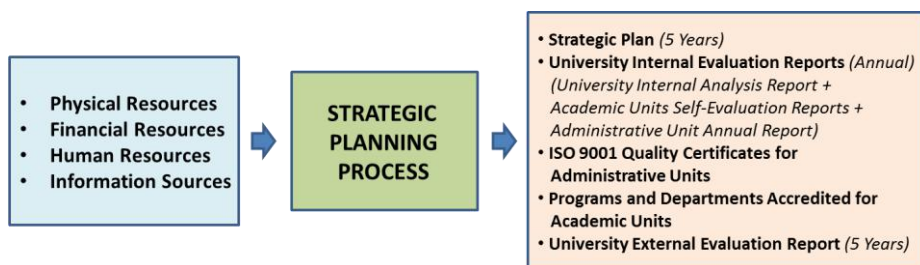 • Physical Resources
• Financial Resources
• Human Resources
• Information Sources
STRATEGIC
PLANNING
PROCESS
• Strategic Plan (5 Years)
• University Internal Evaluation Reports (Annual)
(University Internal Analysis Report +
Academic Units Self-Evaluation Reports +
Administrative Unit Annual Report)
• ISO 9001 Quality Certificates for
Administrative Units
• Programs and Departments Accredited for
Academic Units
• University External Evaluation Report (5 Years)